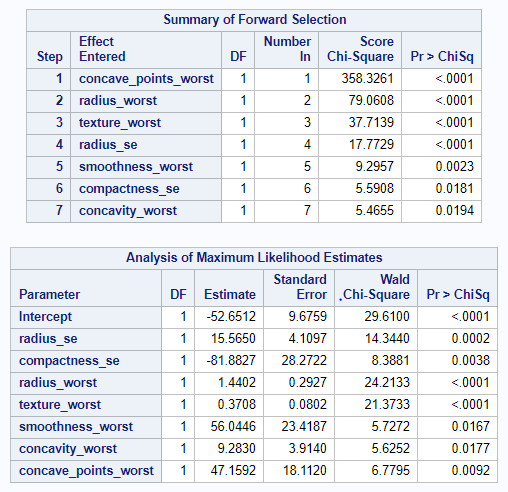 Summary of Forward Selection
Step Effect Entered DF Number In Score Chi-Square Pr > ChiSq
1 concave_points_worst 1 1 358.3261 <.0001
2 radius_worst 1 2 79.0608 <.0001
3 texture_worst 1 3 37.7139 <.0001
4 radius_se 1 4 17.7729 <.0001
5 smoothness_worst 1 5 9.2957 0.0023
6 compactness_se 1 6 5.5908 0.0181
7 concavity_worst 1 7 5.4655 0.0194
Analysis of Maximum Likelihood Estimates
Parameter DF Estimate Standard Error Wald Chi-Square Pr > ChiSq
Intercept 1 -52.6512 9.6759 29.6100 <.0001
radius_se 1 15.5650 4.1097 14.3440 0.0002
compactness_se 1 -81.8827 28.2722 8.3881 0.0038
radius_worst 1 1.4402 0.2927 24.2133 <.0001
texture_worst 1 0.3708 0.0802 21.3733 <.0001
smoothness_worst 1 56.0446 23.4187 5.7272 0.0167
concavity_worst 1 9.2830 3.9140 5.6252 0.0177
concave_points_worst 1 47.1592 18.1120 6.7795 0.0092